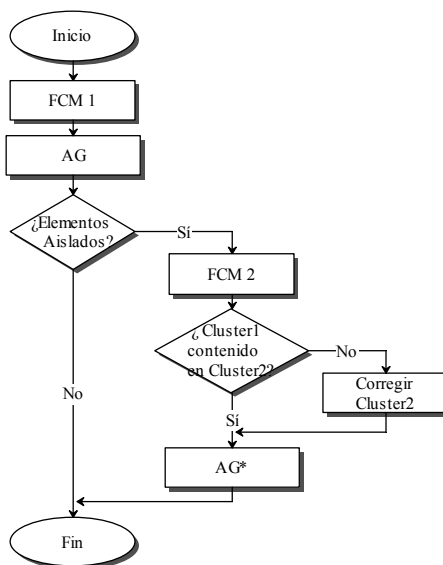 Inicio
FCM 1
AG
¿Elementos
Aislados?
Sí
FCM 2
¿Cluster1
contenido
en Cluster2?
No
Corregir
Cluster2
No
Sí
AG*
Fin